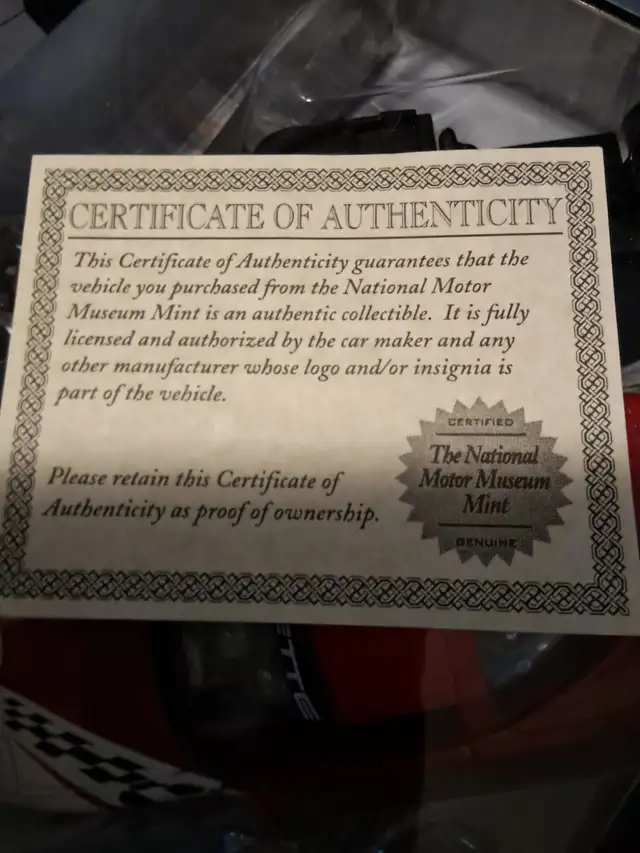 CERTIFICATE OF AUTHENTICITY
This Certificate of Authenticity guarantees that the
vehicle you purchased from the National Motor
Museum Mint is an authentic collectible. It is fully
licensed and authorized by the car maker and any
other manufacturer whose logo and/or insignia is
part of the vehicle.
Please retain this Certificate of
Authenticity as proof of ownership.
CERTIFIED
The National
Motor Museum
Mint
GENUINE
ETTE